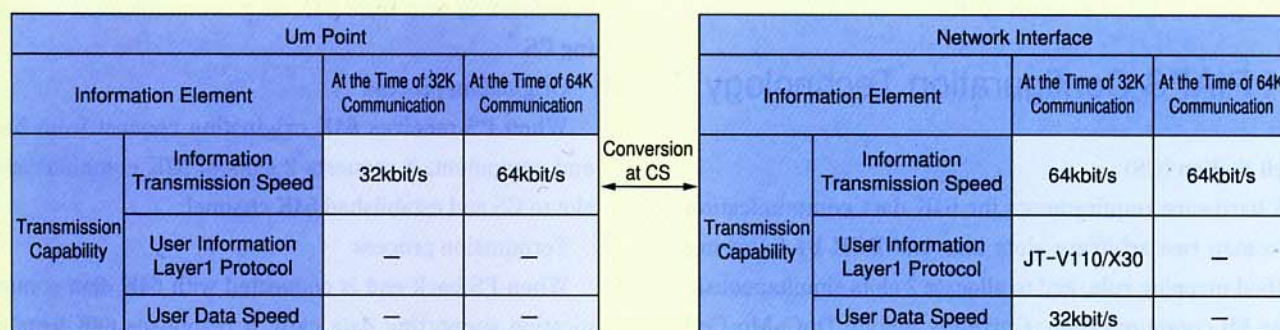 Um Point
Information Element
At the Time of 32K
Communication
At the Time of 64K
Communication
Transmission
Capability
Information
Transmission Speed
32kbit/s
64kbit/s
User Information
Layer1 Protocol
—
—
User Data Speed
—
—
Conversion
at CS
Network Interface
Information Element
At the Time of 32K
Communication
At the Time of 64K
Communication
Transmission
Capability
Information
Transmission Speed
64kbit/s
64kbit/s
User Information
Layer1 Protocol
JT-V110/X30
—
User Data Speed
32kbit/s
—